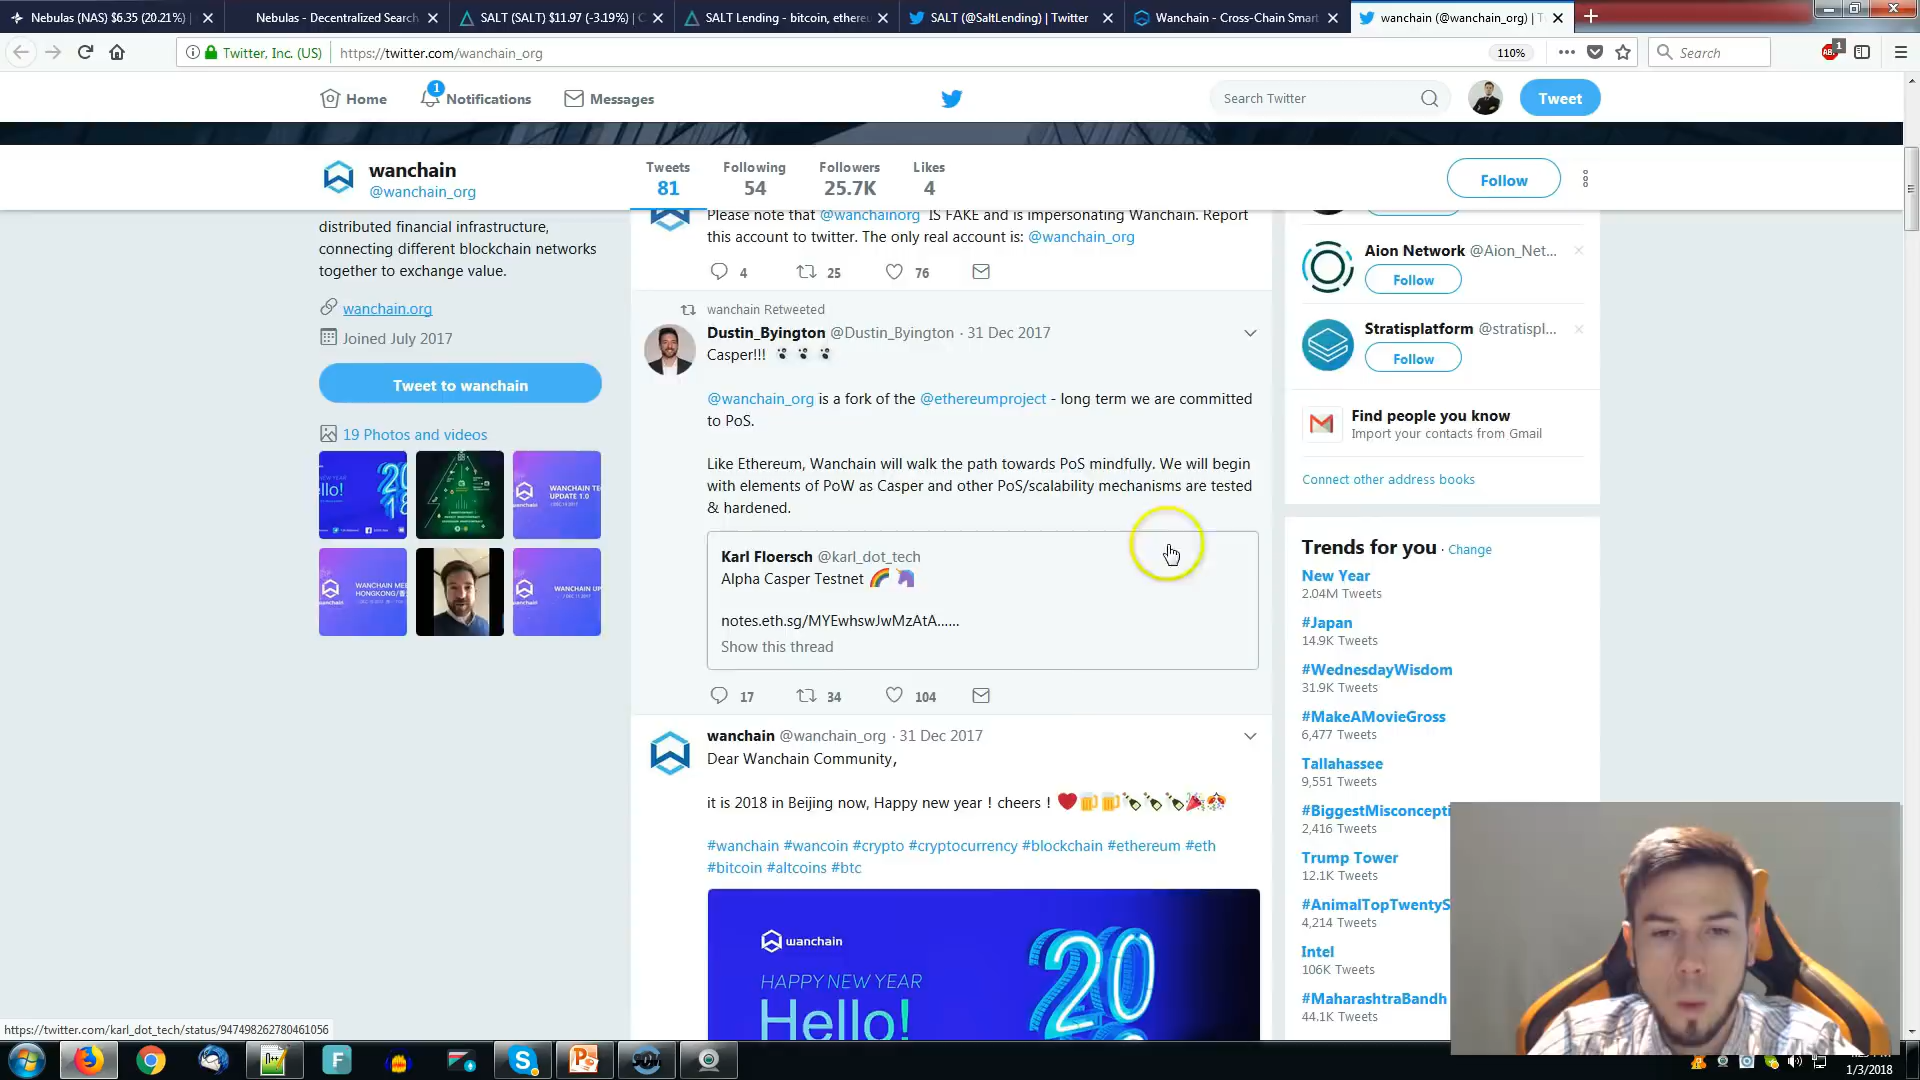 Nebulas (NAS) $6.35 (20.21%)
Nebulas - Decentralized Search
SALT (SALT) $11.97 (-3.19%) | C
SALT Lending - bitcoin, ethere
SALT (@SaltLending) | Twitter
Wanchain - Cross-Chain Smart
wanchain (@wanchain_org) | T
Twitter, Inc. (US)
https://twitter.com/wanchain_org
110%
Search
1
Home
1
Notifications
Messages
Search Twitter
Tweet
wanchain
@wanchain_org
Tweets
81
Following
54
Followers
25.7K
Likes
4
Follow
distributed financial infrastructure,
connecting different blockchain networks
together to exchange value.
wanchain.org
Joined July 2017
Tweet to wanchain
19 Photos and videos
Please note that @wanchainorg IS FAKE and is impersonating Wanchain. Report
this account to twitter. The only real account is: @wanchain_org
4
25
76
wanchain Retweeted
Dustin_Byington @Dustin_Byington · 31 Dec 2017
Casper!!!
@wanchain_org is a fork of the @ethereumproject - long term we are committed
to PoS.
Like Ethereum, Wanchain will walk the path towards PoS mindfully. We will begin
with elements of PoW as Casper and other PoS/scalability mechanisms are tested
& hardened.
Karl Floersch @karl_dot_tech
Alpha Casper Testnet 🌈 🦄
notes.eth.sg/MYEwhswJwMzAtA......
Show this thread
17
34
104
wanchain @wanchain_org · 31 Dec 2017
Dear Wanchain Community,
it is 2018 in Beijing now, Happy new year ! cheers ! ❤️🍺🍺🍾🍾🍾🎉🎊
#wanchain #wancoin #crypto #cryptocurrency #blockchain #ethereum #eth
#bitcoin #altcoins #btc
wanchain
HAPPY NEW YEAR
Hello!
20
Aion Network @Aion_Net...
Follow
Stratisplatform @stratispl...
Follow
Find people you know
Import your contacts from Gmail
Connect other address books
Trends for you · Change
New Year
2.04M Tweets
#Japan
14.9K Tweets
#WednesdayWisdom
31.9K Tweets
#MakeAMovieGross
6,477 Tweets
Tallahassee
9,551 Tweets
#BiggestMisconcepti
2,416 Tweets
Trump Tower
12.1K Tweets
#AnimalTopTwentyS
4,214 Tweets
Intel
106K Tweets
#MaharashtraBandh
44.1K Tweets
https://twitter.com/karl_dot_tech/status/947498262780461056
1/3/2018